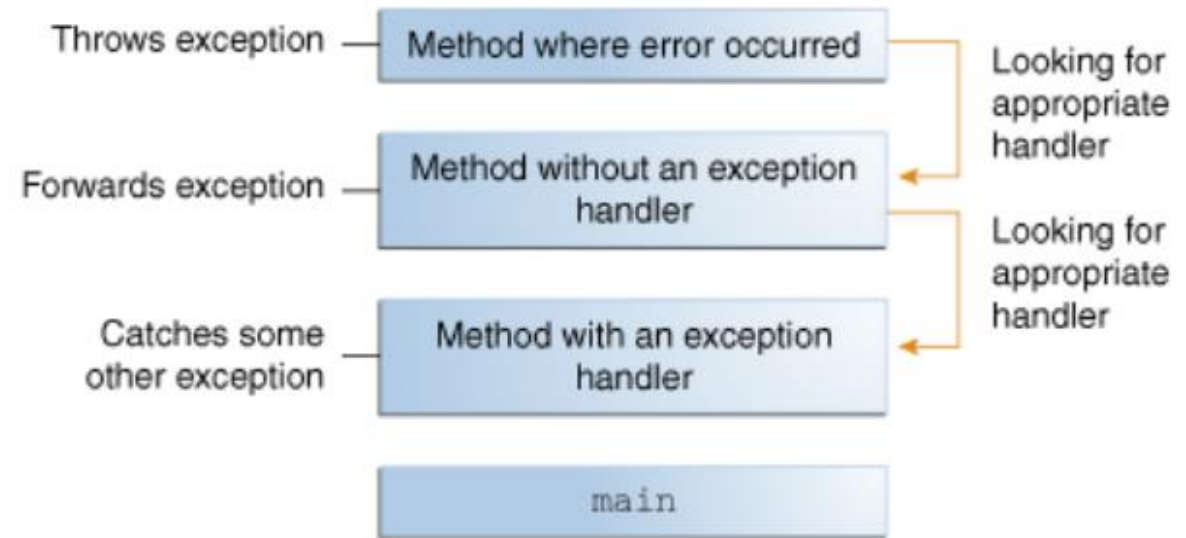 Throws exception
Method where error occurred
Looking for
appropriate
handler
Forwards exception
Method without an exception
handler
Looking for
appropriate
handler
Catches some
other exception
Method with an exception
handler
main